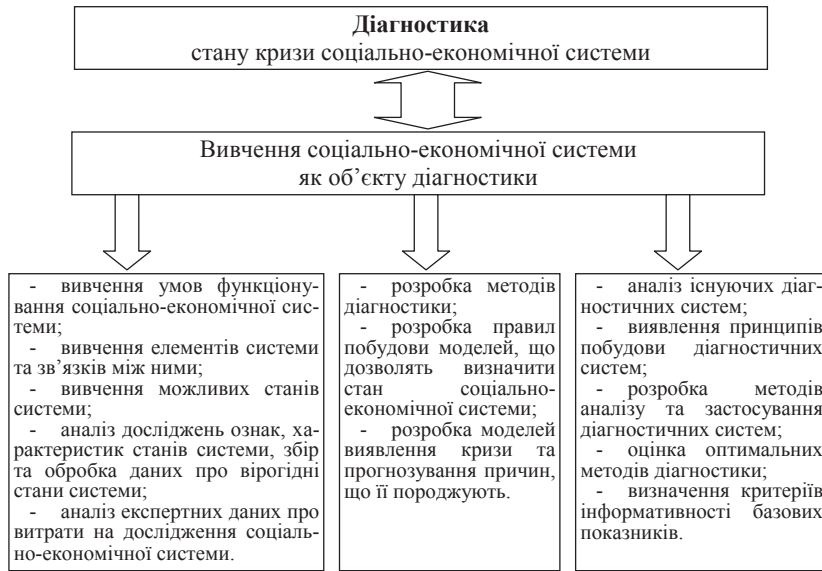 Діагностика
стану кризи соціально-економічної системи
Вивчення соціально-економічної системи
як об’єкту діагностики
- вивчення умов функціону-
вання соціально-економічної сис-
теми;
- вивчення елементів системи
та зв’язків між ними;
- вивчення можливих станів
системи;
- аналіз досліджень ознак, ха-
рактеристик станів системи, збір
та обробка даних про вірогідні
стани системи;
- аналіз експертних даних про
витрати на дослідження соціаль-
но-економічної системи.
- розробка методів
діагностики;
- розробка правил
побудови моделей, що
дозволять визначити
стан соціально-
економічної системи;
- розробка моделей
виявлення кризи та
прогнозування причин,
що її породжують.
- аналіз існуючих діаг-
ностичних систем;
- виявлення принципів
побудови діагностичних
систем;
- розробка методів
аналізу та застосування
діагностичних систем;
- оцінка оптимальних
методів діагностики;
- визначення критеріїв
інформативності базових
показників.